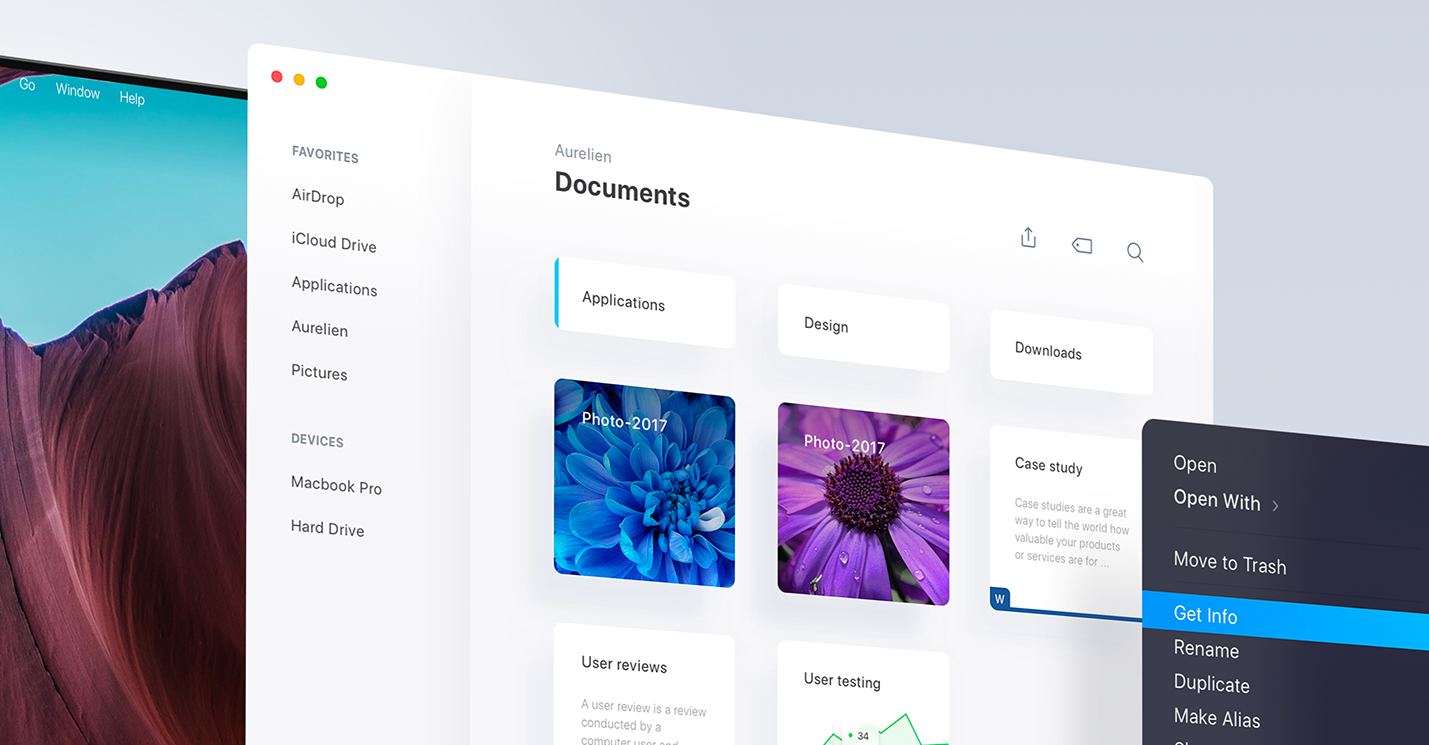 Go Window Help
FAVORITES
AirDrop
iCloud Drive
Applications
Aurelien
Pictures
DEVICES
Macbook Pro
Hard Drive
Aurelien
Documents
Applications
Design
Downloads
Photo-2017
Photo-2017
Case study
Case studies are a great
way to tell the world how
valuable your products
or services are for ...
W
User reviews
A user review is a review
conducted by a
computer user and
User testing
34
Open
Open With >
Move to Trash
Get Info
Rename
Duplicate
Make Alias